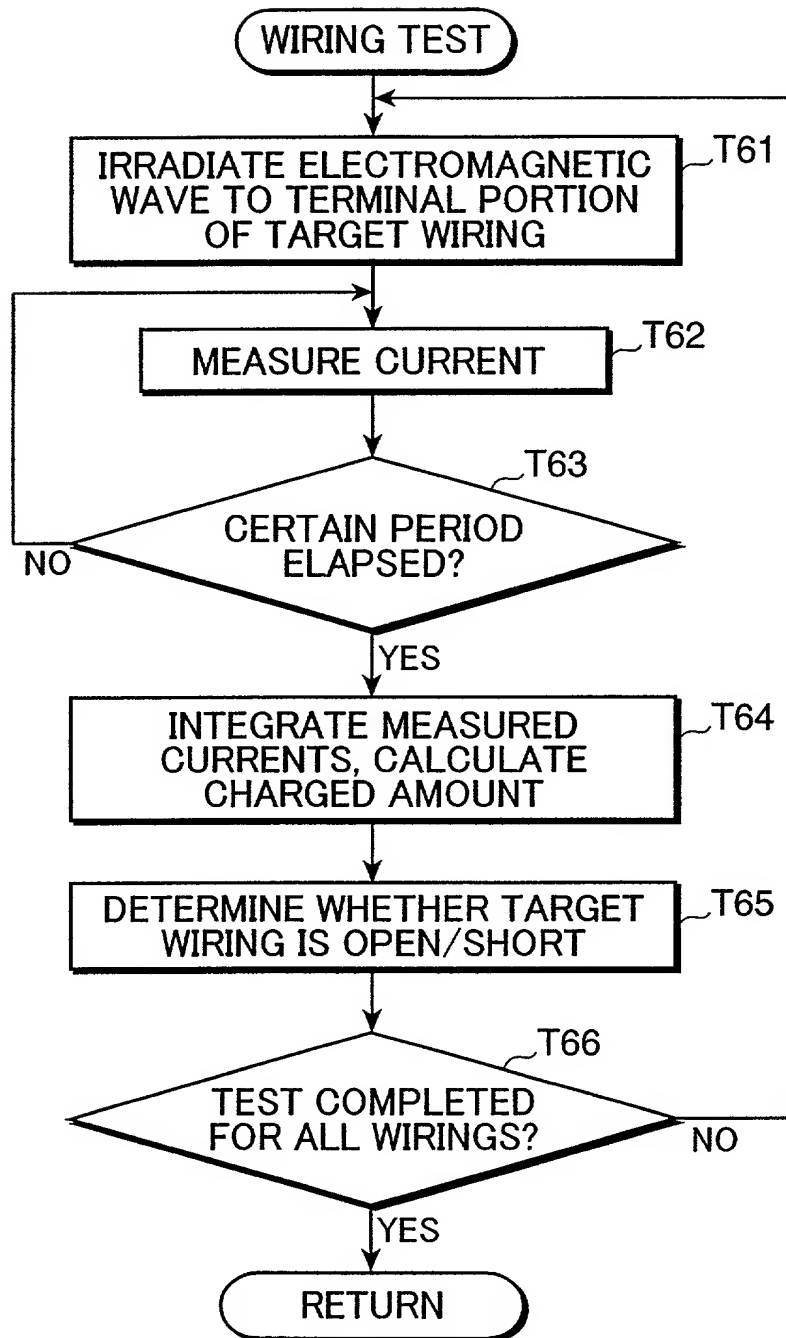 WIRING TEST
T61
IRRADIATE ELECTROMAGNETIC
WAVE TO TERMINAL PORTION
OF TARGET WIRING
T62
MEASURE CURRENT
T63
CERTAIN PERIOD
ELAPSED?
NO
YES
T64
INTEGRATE MEASURED
CURRENTS, CALCULATE
CHARGED AMOUNT
T65
DETERMINE WHETHER TARGET
WIRING IS OPEN/SHORT
T66
TEST COMPLETED
FOR ALL WIRINGS?
NO
YES
RETURN